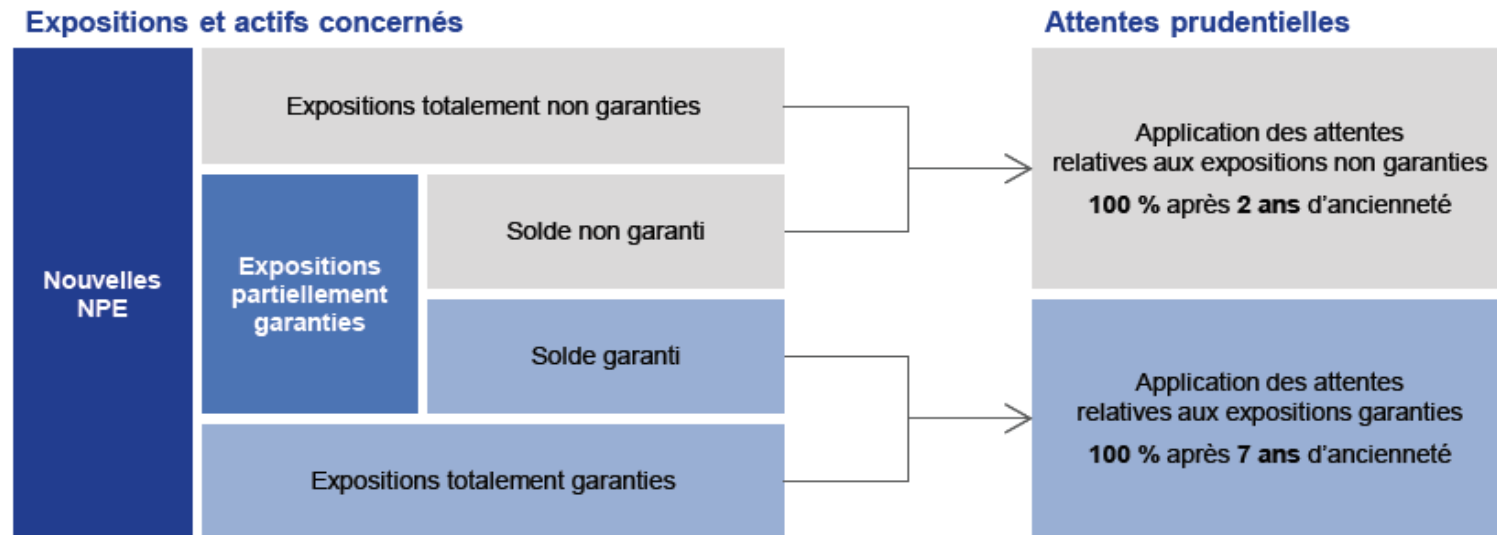 Expositions et actifs concernés
Attentes prudentielles
Nouvelles
NPE
Expositions totalement non garanties
Expositions
partiellement
garanties
Solde non garanti
Solde garanti
Expositions totalement garanties
Application des attentes
relatives aux expositions non garanties
100 % après 2 ans d’ancienneté
Application des attentes
relatives aux expositions garanties
100 % après 7 ans d’ancienneté